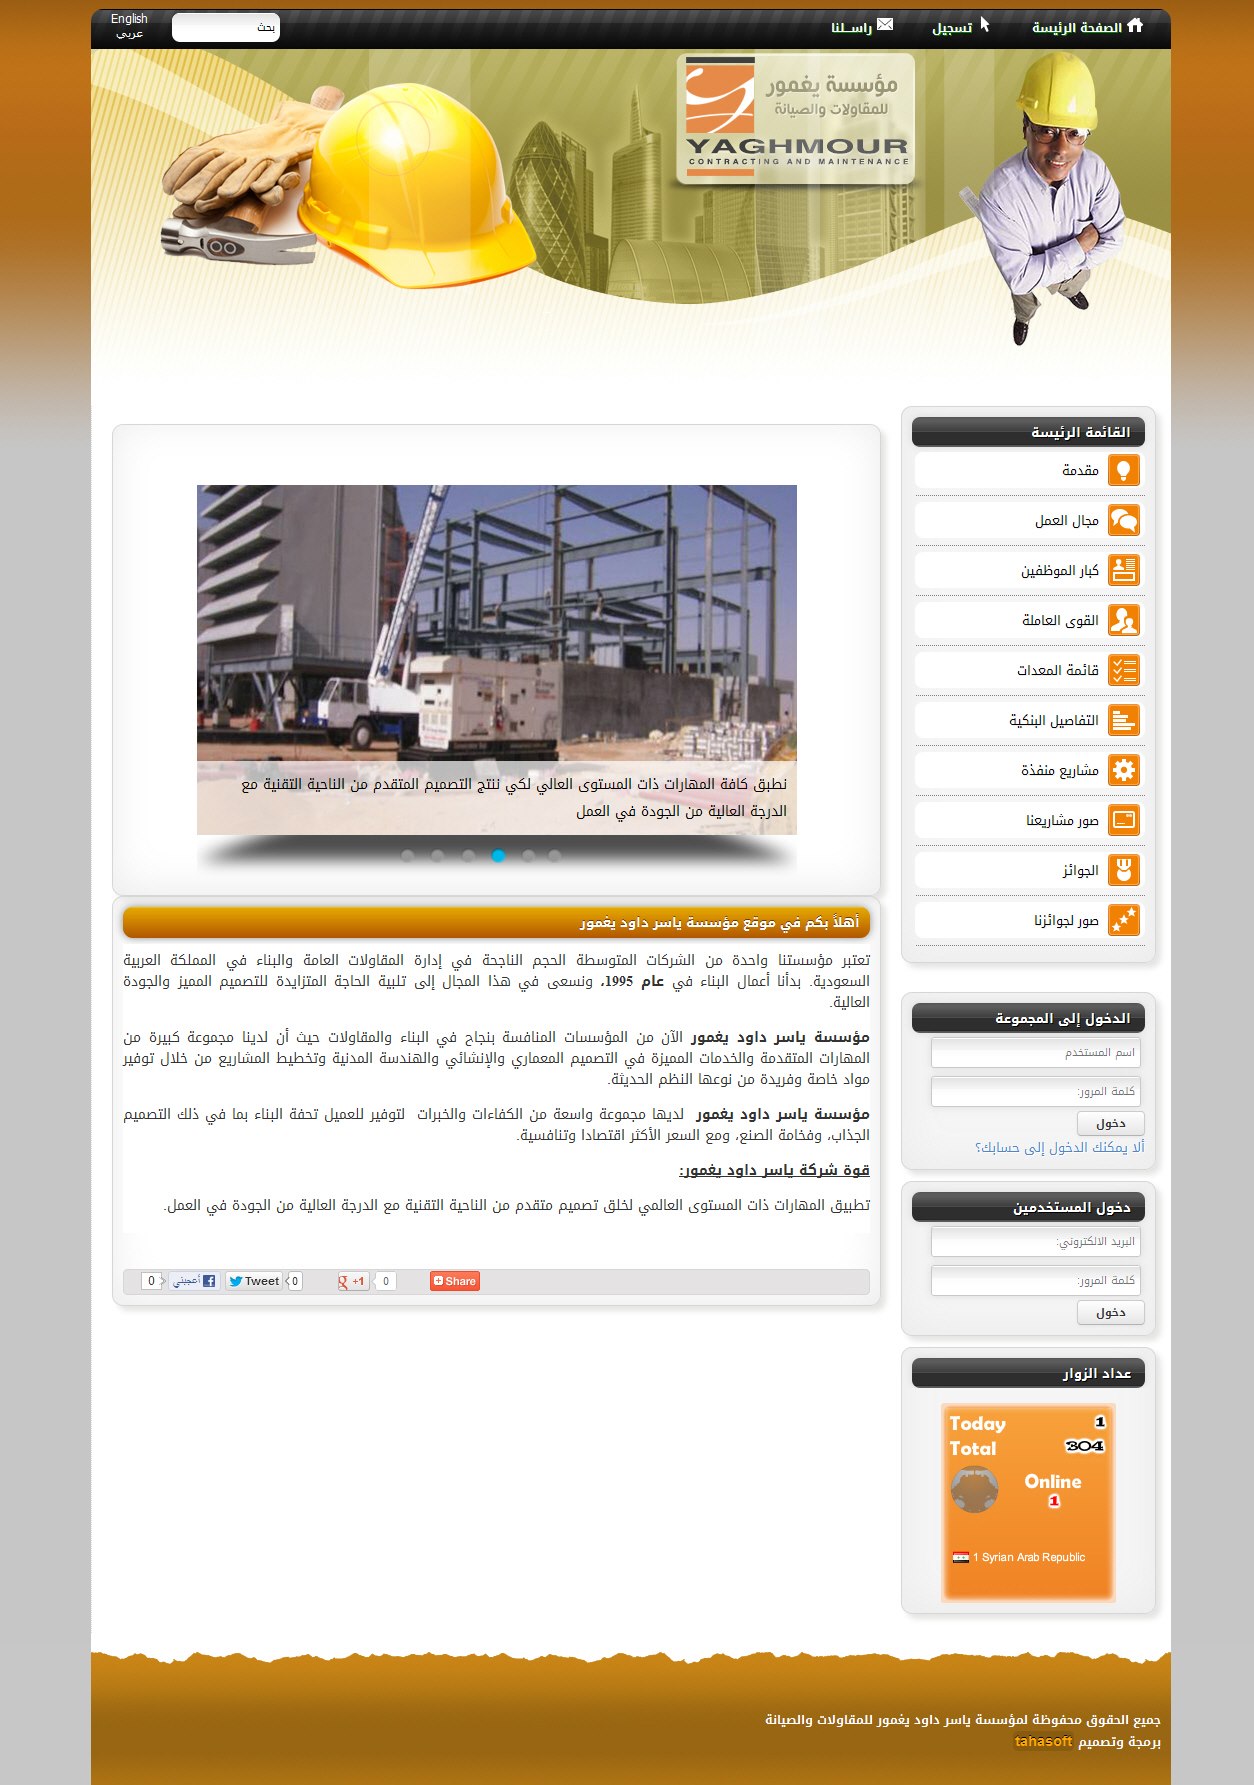 الصفحة الرئيسة
تسجيل
راســلنا
بحث
English
عربي
مؤسسة يغمور
للمقاولات والصيانة
YAGHMOUR
CONTRACTING AND MAINTENANCE
القائمة الرئيسة
مقدمة
مجال العمل
كبار الموظفين
القوى العاملة
قائمة المعدات
التفاصيل البنكية
مشاريع منفذة
صور مشاريعنا
الجوائز
صور لجوائزنا
نطبق كافة المهارات ذات المستوى العالي لكي ننتج التصميم المتقدم من الناحية التقنية مع
الدرجة العالية من الجودة في العمل
أهلاً بكم في موقع مؤسسة ياسر داود يغمور
تعتبر مؤسستنا واحدة من الشركات المتوسطة الحجم الناجحة في إدارة المقاولات العامة والبناء في المملكة العربية
السعودية. بدأنا أعمال البناء في عام 1995، ونسعى في هذا المجال إلى تلبية الحاجة المتزايدة للتصميم المميز والجودة
العالية.
مؤسسة ياسر داود يغمور الآن من المؤسسات المنافسة بنجاح في البناء والمقاولات حيث أن لدينا مجموعة كبيرة من
المهارات المتقدمة والخدمات المميزة في التصميم المعماري والإنشائي والهندسة المدنية وتخطيط المشاريع من خلال توفير
مواد خاصة وفريدة من نوعها النظم الحديثة.
مؤسسة ياسر داود يغمور لديها مجموعة واسعة من الكفاءات والخبرات لتوفير للعميل تحفة البناء بما في ذلك التصميم
الجذاب، وفخامة الصنع، ومع السعر الأكثر اقتصادا وتنافسية.
قوة شركة ياسر داود يغمور:
تطبيق المهارات ذات المستوى العالمي لخلق تصميم متقدم من الناحية التقنية مع الدرجة العالية من الجودة في العمل.
0 أعجبني Tweet 0 +1 0 Share
الدخول إلى المجموعة
اسم المستخدم
كلمة المرور:
دخول
ألا يمكنك الدخول إلى حسابك؟
دخول المستخدمين
البريد الالكتروني:
كلمة المرور:
دخول
عداد الزوار
Today 1
Total 304
Online
1
1 Syrian Arab Republic
جميع الحقوق محفوظة لمؤسسة ياسر داود يغمور للمقاولات والصيانة
برمجة وتصميم tahasoft